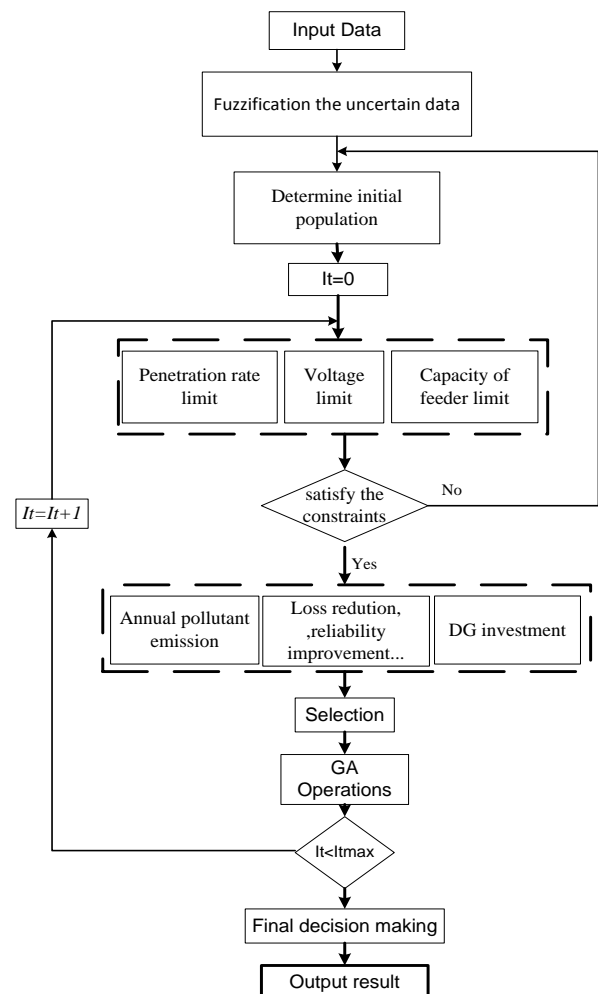 Input Data
Fuzzification the uncertain data
Determine initial
population
It=0
Penetration rate
limit
Voltage
limit
Capacity of
feeder limit
satisfy the
constraints
No
It=It+1
Yes
Annual pollutant
emission
Loss redution,
,reliability
improvement...
DG investment
Selection
GA
Operations
It<Itmax
Final decision making
Output result